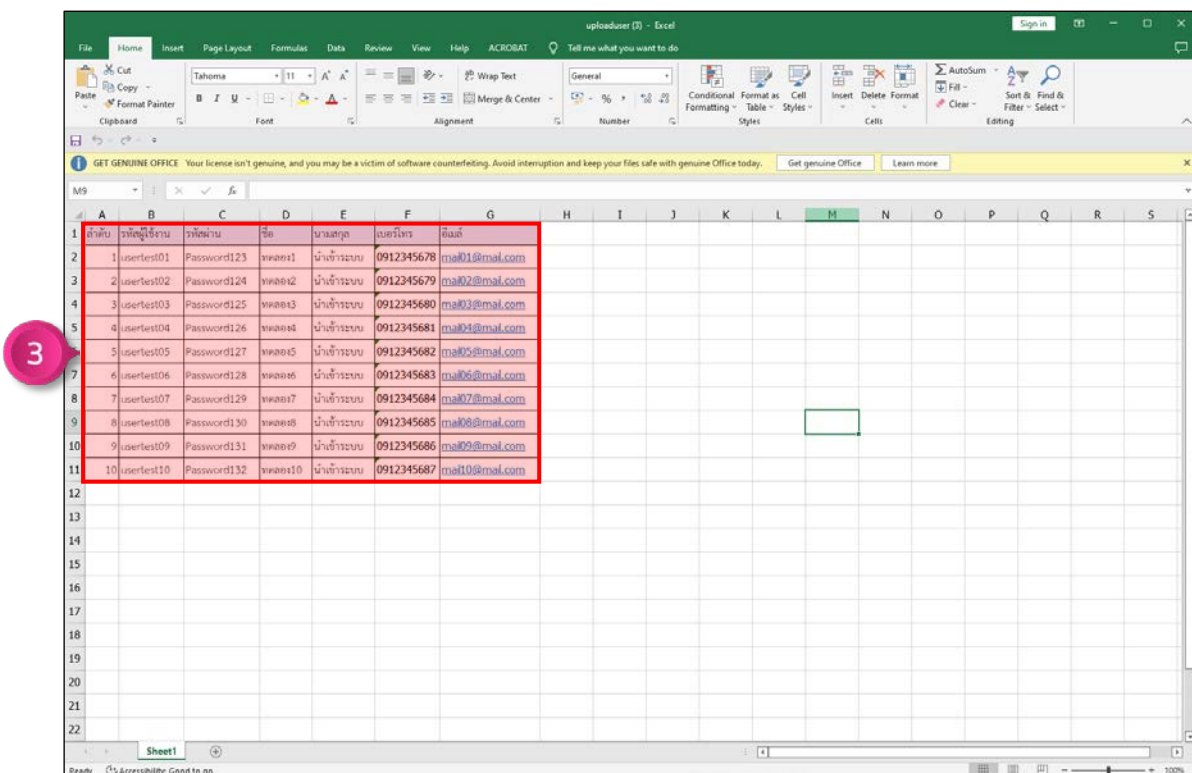 uploaduser (3) - Excel
Sign in
File Home Insert Page Layout Formulas Data Review View Help ACROBAT Tell me what you want to do
Cut
Copy
Format Painter
Paste
Tahoma 11
B I U
Wrap Text
Merge & Center
General
% ,
Conditional Formatting
Format as Table
Cell Styles
Insert Delete Format
AutoSum
Fill
Clear
Sort & Filter
Find & Select
Clipboard Font Alignment Number Styles Cells Editing
GET GENUINE OFFICE Your license isn't genuine, and you may be a victim of software counterfeiting. Avoid interruption and keep your files safe with genuine Office today. Get genuine Office Learn more
M9 fx
A B C D E F G H I J K L M N O P Q R S
1 ลำดับ รหัสผู้ใช้งาน รหัสผ่าน ชื่อ นามสกุล เบอร์โทร อีเมล์
2 1 usertest01 Password123 ทดลอง1 นำเข้าระบบ 0912345678 mail01@mail.com
3 2 usertest02 Password124 ทดลอง2 นำเข้าระบบ 0912345679 mail02@mail.com
4 3 usertest03 Password125 ทดลอง3 นำเข้าระบบ 0912345680 mail03@mail.com
5 4 usertest04 Password126 ทดลอง4 นำเข้าระบบ 0912345681 mail04@mail.com
5 usertest05 Password127 ทดลอง5 นำเข้าระบบ 0912345682 mail05@mail.com
7 6 usertest06 Password128 ทดลอง6 นำเข้าระบบ 0912345683 mail06@mail.com
8 7 usertest07 Password129 ทดลอง7 นำเข้าระบบ 0912345684 mail07@mail.com
9 8 usertest08 Password130 ทดลอง8 นำเข้าระบบ 0912345685 mail08@mail.com
10 9 usertest09 Password131 ทดลอง9 นำเข้าระบบ 0912345686 mail09@mail.com
11 10 usertest10 Password132 ทดลอง10 นำเข้าระบบ 0912345687 mail10@mail.com
3
12
13
14
15
16
17
18
19
20
21
22
Sheet1
Ready Accessibility: Good to go 100%